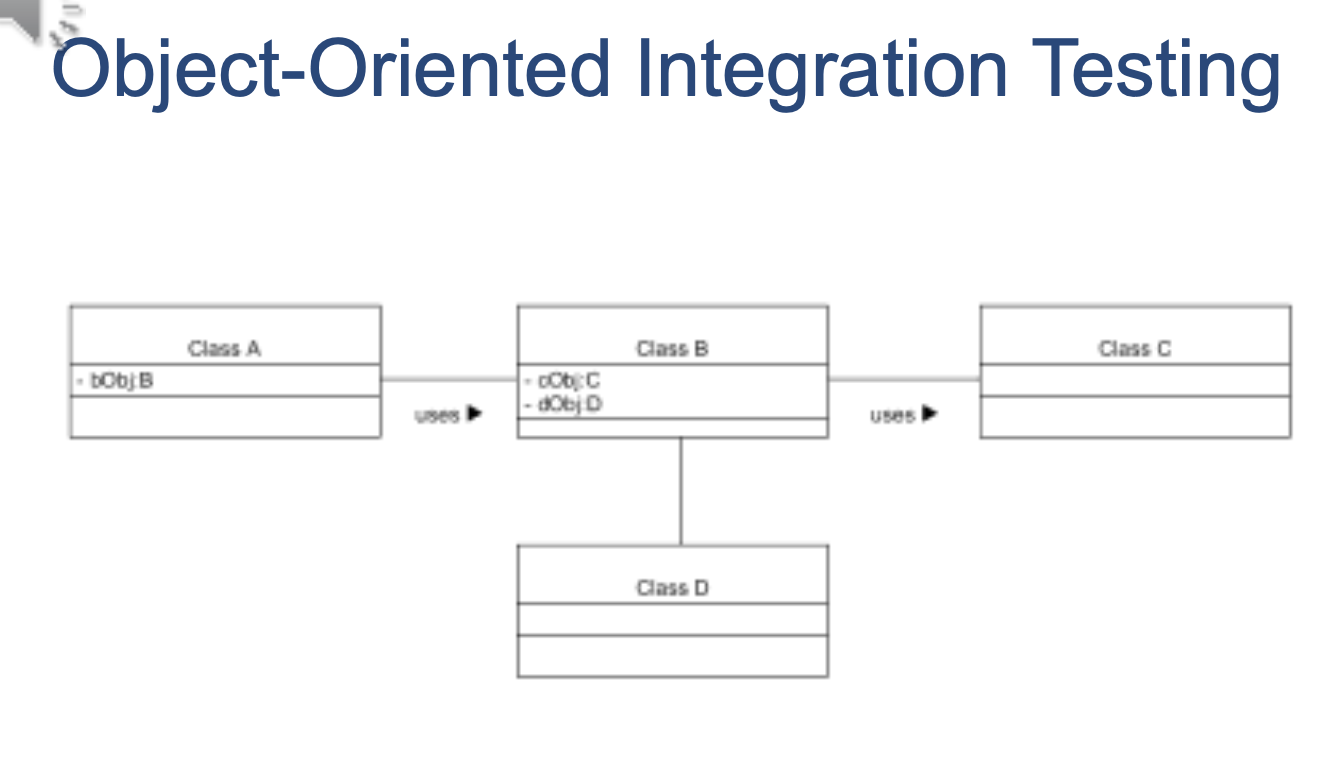 Object-Oriented Integration Testing
Class A
- bObj:B
uses ▶
Class B
- cObj:C
- dObj:D
uses ▶
Class C
Class D